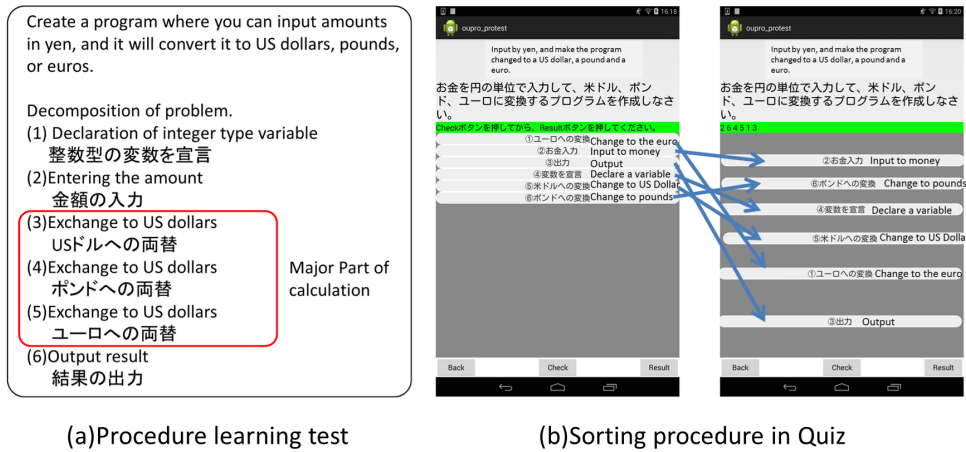 Create a program where you can input amounts
in yen, and it will convert it to US dollars, pounds,
or euros.
Decomposition of problem.
(1) Declaration of integer type variable
整数型の変数を宣言
(2)Entering the amount
金額の入力
(3)Exchange to US dollars
USドルへの両替
(4)Exchange to US dollars
ポンドへの両替
(5)Exchange to US dollars
ユーロへの両替
(6)Output result
結果の出力
Major Part of
calculation
(a)Procedure learning test
16:18
oupro_protest
Input by yen, and make the program
changed to a US dollar, a pound and a
euro.
お金を円の単位で入力して、米ドル、ポン
ド、ユーロに変換するプログラムを作成しなさ
い。
Checkボタンを押してから、Resultボタンを押してください。
①ユーロへの変換 Change to the euro
②お金入力 Input to money
③出力 Output
④変数を宣言 Declare a variable
⑤米ドルへの変換 Change to US Dollar
⑥ポンドへの変換 Change to pounds
Back Check Result
16:20
oupro_protest
Input by yen, and make the program
changed to a US dollar, a pound and a
euro.
お金を円の単位で入力して、米ドル、ポン
ド、ユーロに変換するプログラムを作成しなさ
い。
2 6 4 5 1 3
②お金入力 Input to money
⑥ポンドへの変換 Change to pounds
④変数を宣言 Declare a variable
⑤米ドルへの変換 Change to US Dolla
①ユーロへの変換 Change to the euro
③出力 Output
Back Check Result
(b)Sorting procedure in Quiz